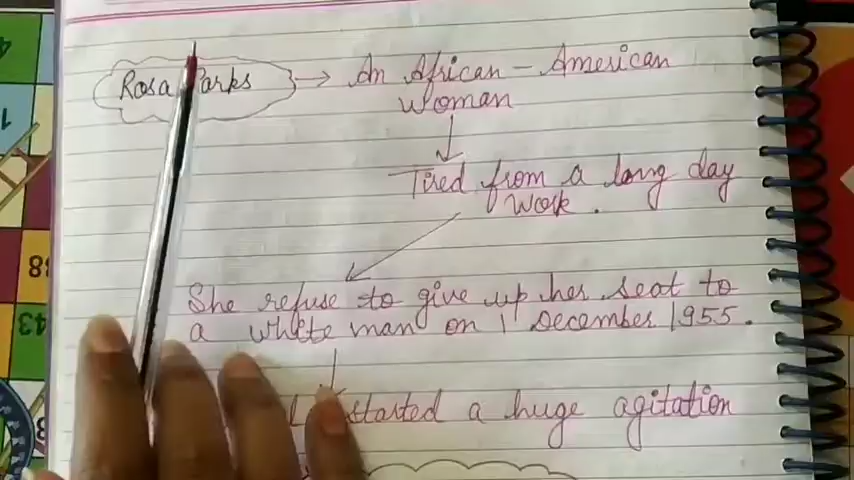 Rosa Parks → An African - American
woman
Tired from a long day
work.
She refuse to give up her seat to
a white man on 1 December 1955.
started a huge agitation